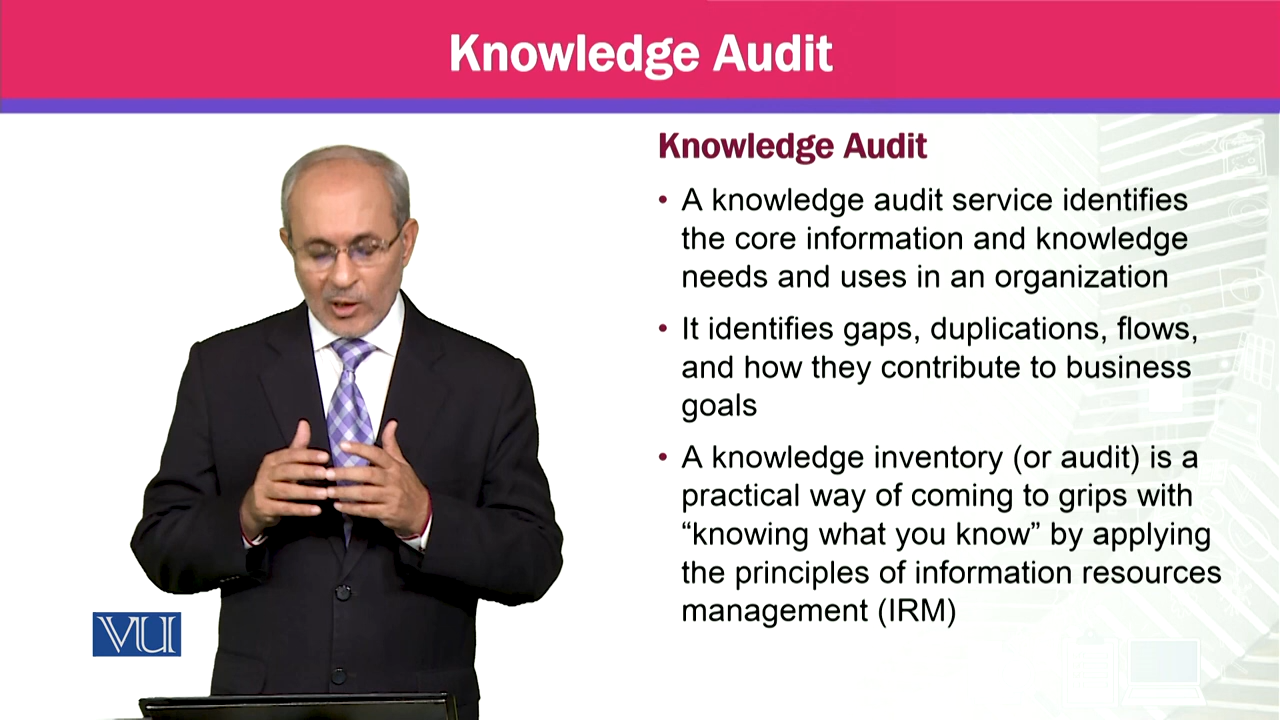 Knowledge Audit
Knowledge Audit
• A knowledge audit service identifies
the core information and knowledge
needs and uses in an organization
• It identifies gaps, duplications, flows,
and how they contribute to business
goals
• A knowledge inventory (or audit) is a
practical way of coming to grips with
“knowing what you know” by applying
the principles of information resources
management (IRM)
VU